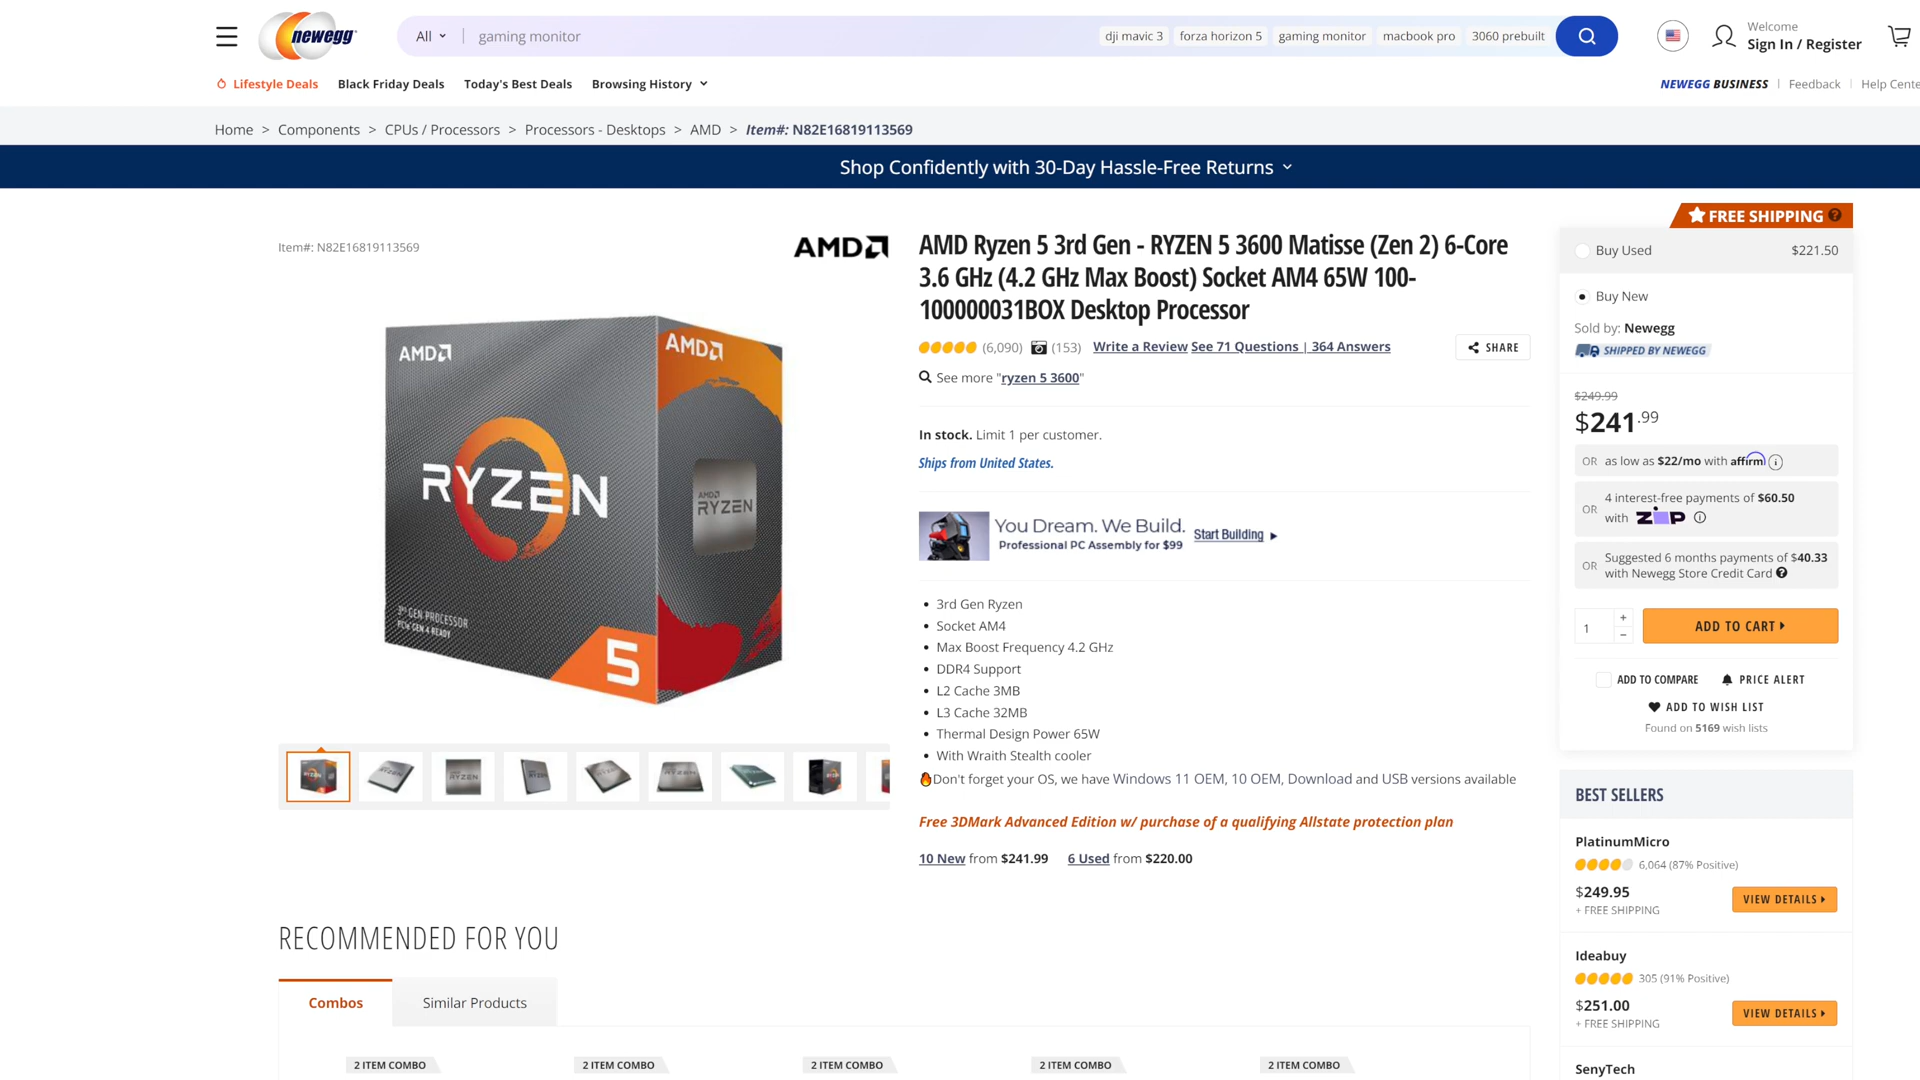 newegg
All
gaming monitor
dji mavic 3
forza horizon 5
gaming monitor
macbook pro
3060 prebuilt
Welcome
Sign In / Register
Lifestyle Deals
Black Friday Deals
Today's Best Deals
Browsing History
NEWEGG BUSINESS
Feedback
Help Cente
Home > Components > CPUs / Processors > Processors - Desktops > AMD > Item#: N82E16819113569
Shop Confidently with 30-Day Hassle-Free Returns
Item#: N82E16819113569
AMD
AMD
AMD
RYZEN
AMD
RYZEN
3rd GEN PROCESSOR
PCIe GEN 4 READY
5
AMD Ryzen 5 3rd Gen - RYZEN 5 3600 Matisse (Zen 2) 6-Core
3.6 GHz (4.2 GHz Max Boost) Socket AM4 65W 100-
100000031BOX Desktop Processor
(6,090) (153) Write a Review See 71 Questions | 364 Answers
SHARE
See more "ryzen 5 3600"
In stock. Limit 1 per customer.
Ships from United States.
You Dream. We Build.
Professional PC Assembly for $99
Start Building
• 3rd Gen Ryzen
• Socket AM4
• Max Boost Frequency 4.2 GHz
• DDR4 Support
• L2 Cache 3MB
• L3 Cache 32MB
• Thermal Design Power 65W
• With Wraith Stealth cooler
🔥Don't forget your OS, we have Windows 11 OEM, 10 OEM, Download and USB versions available
Free 3DMark Advanced Edition w/ purchase of a qualifying Allstate protection plan
10 New from $241.99 6 Used from $220.00
FREE SHIPPING ?
Buy Used $221.50
Buy New
Sold by: Newegg
SHIPPED BY NEWEGG
$249.99
$241.99
OR as low as $22/mo with affirm
OR 4 interest-free payments of $60.50
with ZIP
OR Suggested 6 months payments of $40.33
with Newegg Store Credit Card ?
1 + −
ADD TO CART
ADD TO COMPARE
PRICE ALERT
ADD TO WISH LIST
Found on 5169 wish lists
BEST SELLERS
PlatinumMicro
6,064 (87% Positive)
$249.95
+ FREE SHIPPING
VIEW DETAILS
Ideabuy
305 (91% Positive)
$251.00
+ FREE SHIPPING
VIEW DETAILS
SenyTech
RECOMMENDED FOR YOU
Combos
Similar Products
2 ITEM COMBO
2 ITEM COMBO
2 ITEM COMBO
2 ITEM COMBO
2 ITEM COMBO